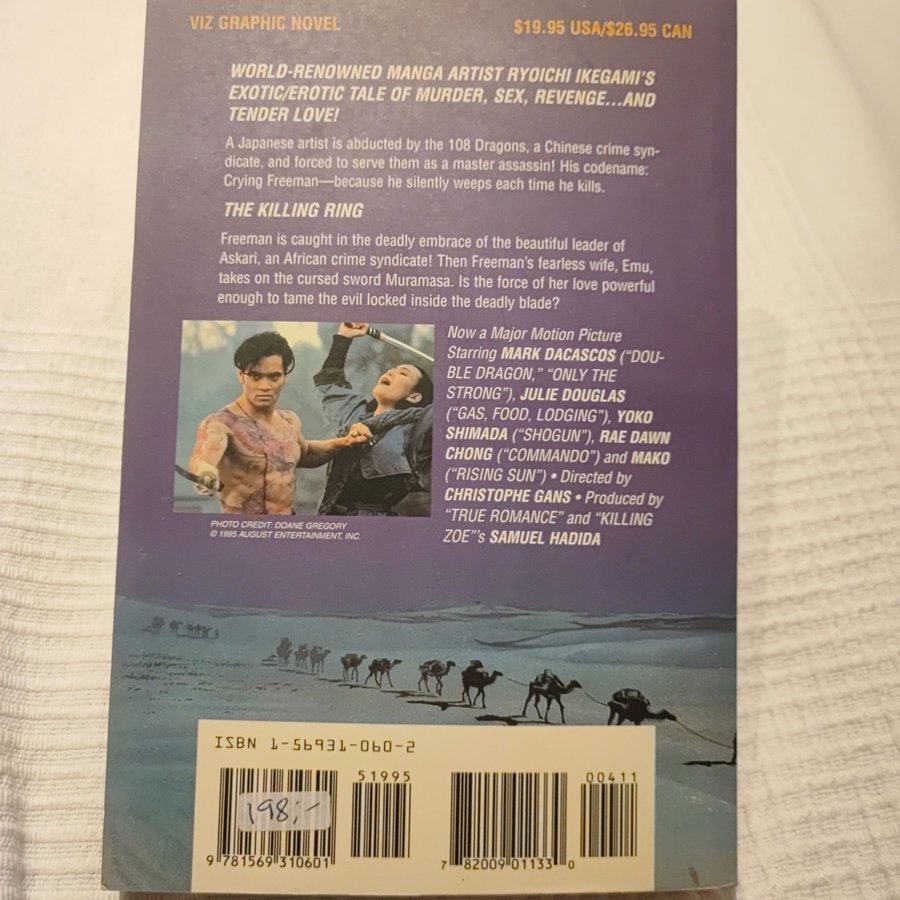 VIZ GRAPHIC NOVEL
$19.95 USA/$26.95 CAN
WORLD-RENOWNED MANGA ARTIST RYOICHI IKEGAMI'S
EXOTIC/EROTIC TALE OF MURDER, SEX, REVENGE...AND
TENDER LOVE!
A Japanese artist is abducted by the 108 Dragons, a Chinese crime syn-
dicate, and forced to serve them as a master assassin! His codename:
Crying Freeman—because he silently weeps each time he kills.
THE KILLING RING
Freeman is caught in the deadly embrace of the beautiful leader of
Askari, an African crime syndicate! Then Freeman's fearless wife, Emu,
takes on the cursed sword Muramasa. Is the force of her love powerful
enough to tame the evil locked inside the deadly blade?
Now a Major Motion Picture
Starring MARK DACASCOS ("DOU-
BLE DRAGON," "ONLY THE
STRONG"), JULIE DOUGLAS
("GAS, FOOD, LODGING"), YOKO
SHIMADA ("SHOGUN"), RAE DAWN
CHONG ("COMMANDO") and MAKO
("RISING SUN") • Directed by
CHRISTOPHE GANS • Produced by
"TRUE ROMANCE" and "KILLING
ZOE"'s SAMUEL HADIDA
PHOTO CREDIT: DOANE GREGORY
© 1995 AUGUST ENTERTAINMENT, INC.
ISBN 1-56931-060-2
51995
00411
198;-
9 781569 310601
7 82009 01133 0